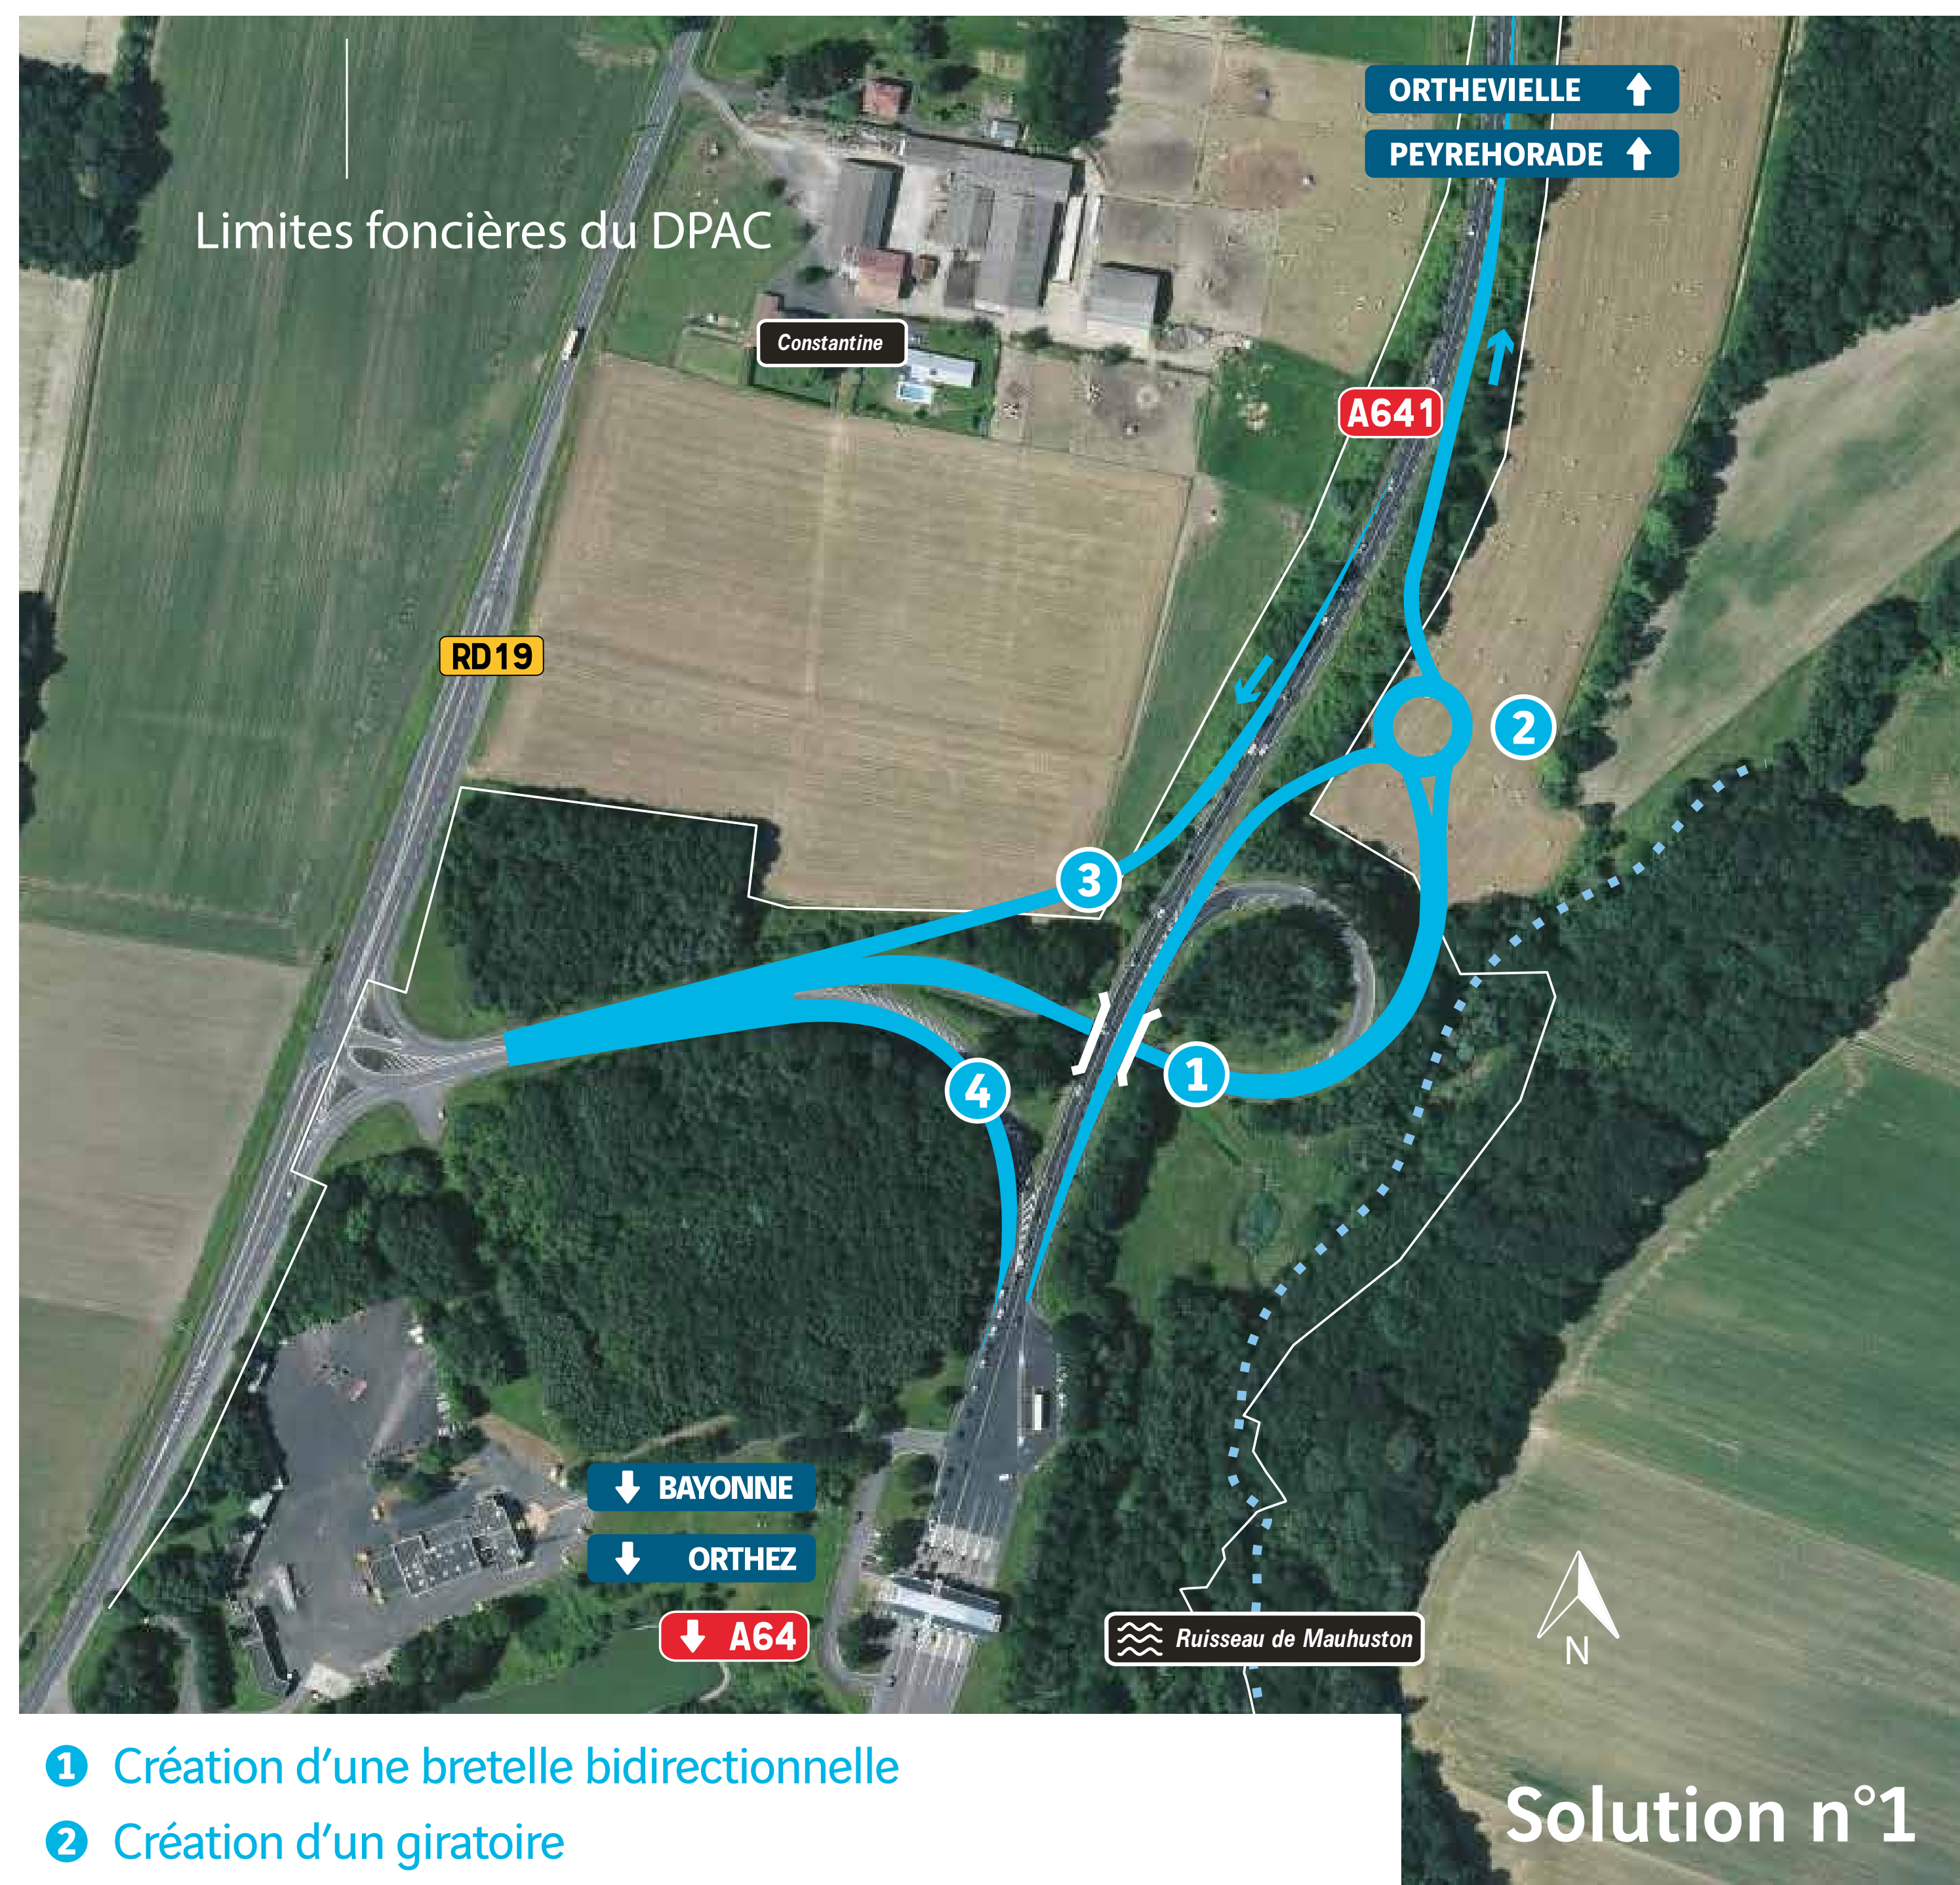 ORTHEVIELLE
PEYREHORADE
Limites foncières du DPAC
Constantine
A641
RD19
2
3
1
4
BAYONNE
ORTHEZ
A64
Ruisseau de Mauhuston
N
1 Création d'une bretelle bidirectionnelle
2 Création d'un giratoire
Solution n°1